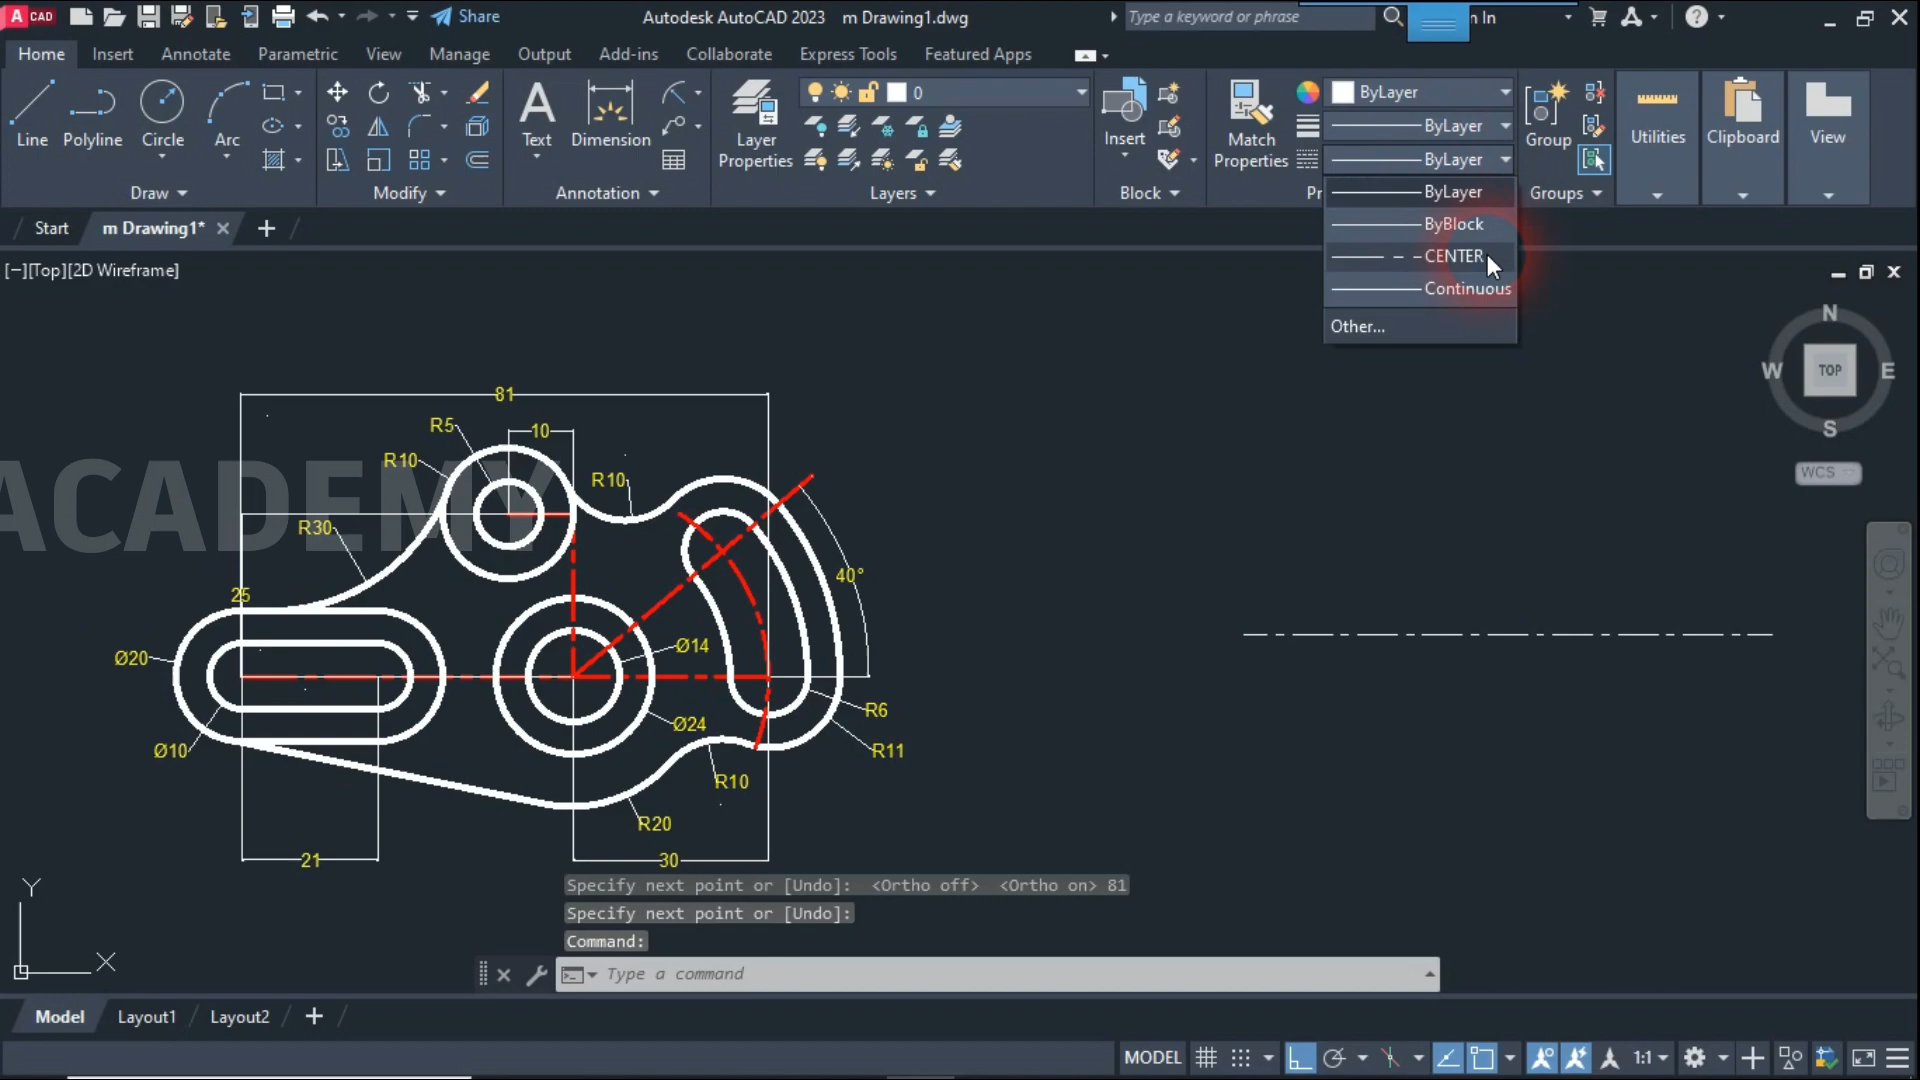 A CAD
Share
Autodesk AutoCAD 2023 m Drawing1.dwg
Type a keyword or phrase
n In
Home Insert Annotate Parametric View Manage Output Add-ins Collaborate Express Tools Featured Apps
Line Polyline Circle Arc
Draw
Modify
Text Dimension
Annotation
Layer Properties
0
Layers
Insert
Block
Match Properties
ByLayer
ByLayer
ByLayer
Pr
Group
Groups
Utilities
Clipboard
View
ByLayer
ByBlock
CENTER
Continuous
Other...
Start
m Drawing1*
[−][Top][2D Wireframe]
N
W TOP E
S
WCS
ACADEMY
81
R5
10
R10
R10
R30
40°
25
Ø14
Ø20
R6
Ø24
R11
Ø10
R10
R20
21
30
Y
X
Specify next point or [Undo]: <Ortho off> <Ortho on> 81
Specify next point or [Undo]:
Command:
Type a command
Model Layout1 Layout2
MODEL
1:1